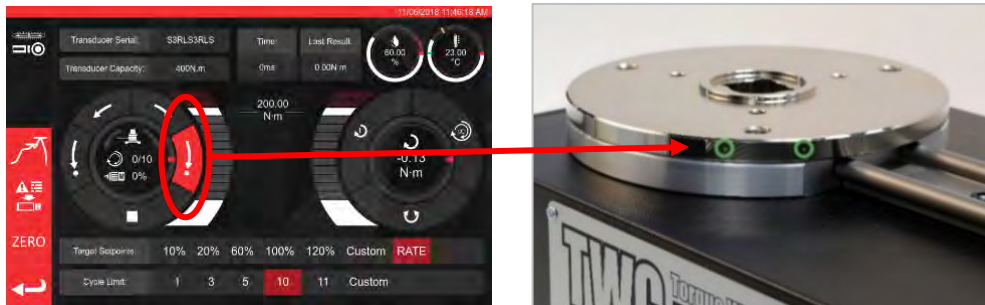 11/06/2018 11:46:18 AM
Transducer Serial: S3RLS3RLS Time: Last Result
60.00 %
23.00 °C
Transducer Capacity: 400N.m 0ms 0.00N m
200.00
N·m
0/10
0%
-0.13
N·m
ZERO
Target Setpoints: 10% 20% 60% 100% 120% Custom RATE
Cycle Limit: 1 3 5 10 11 Custom
TWC